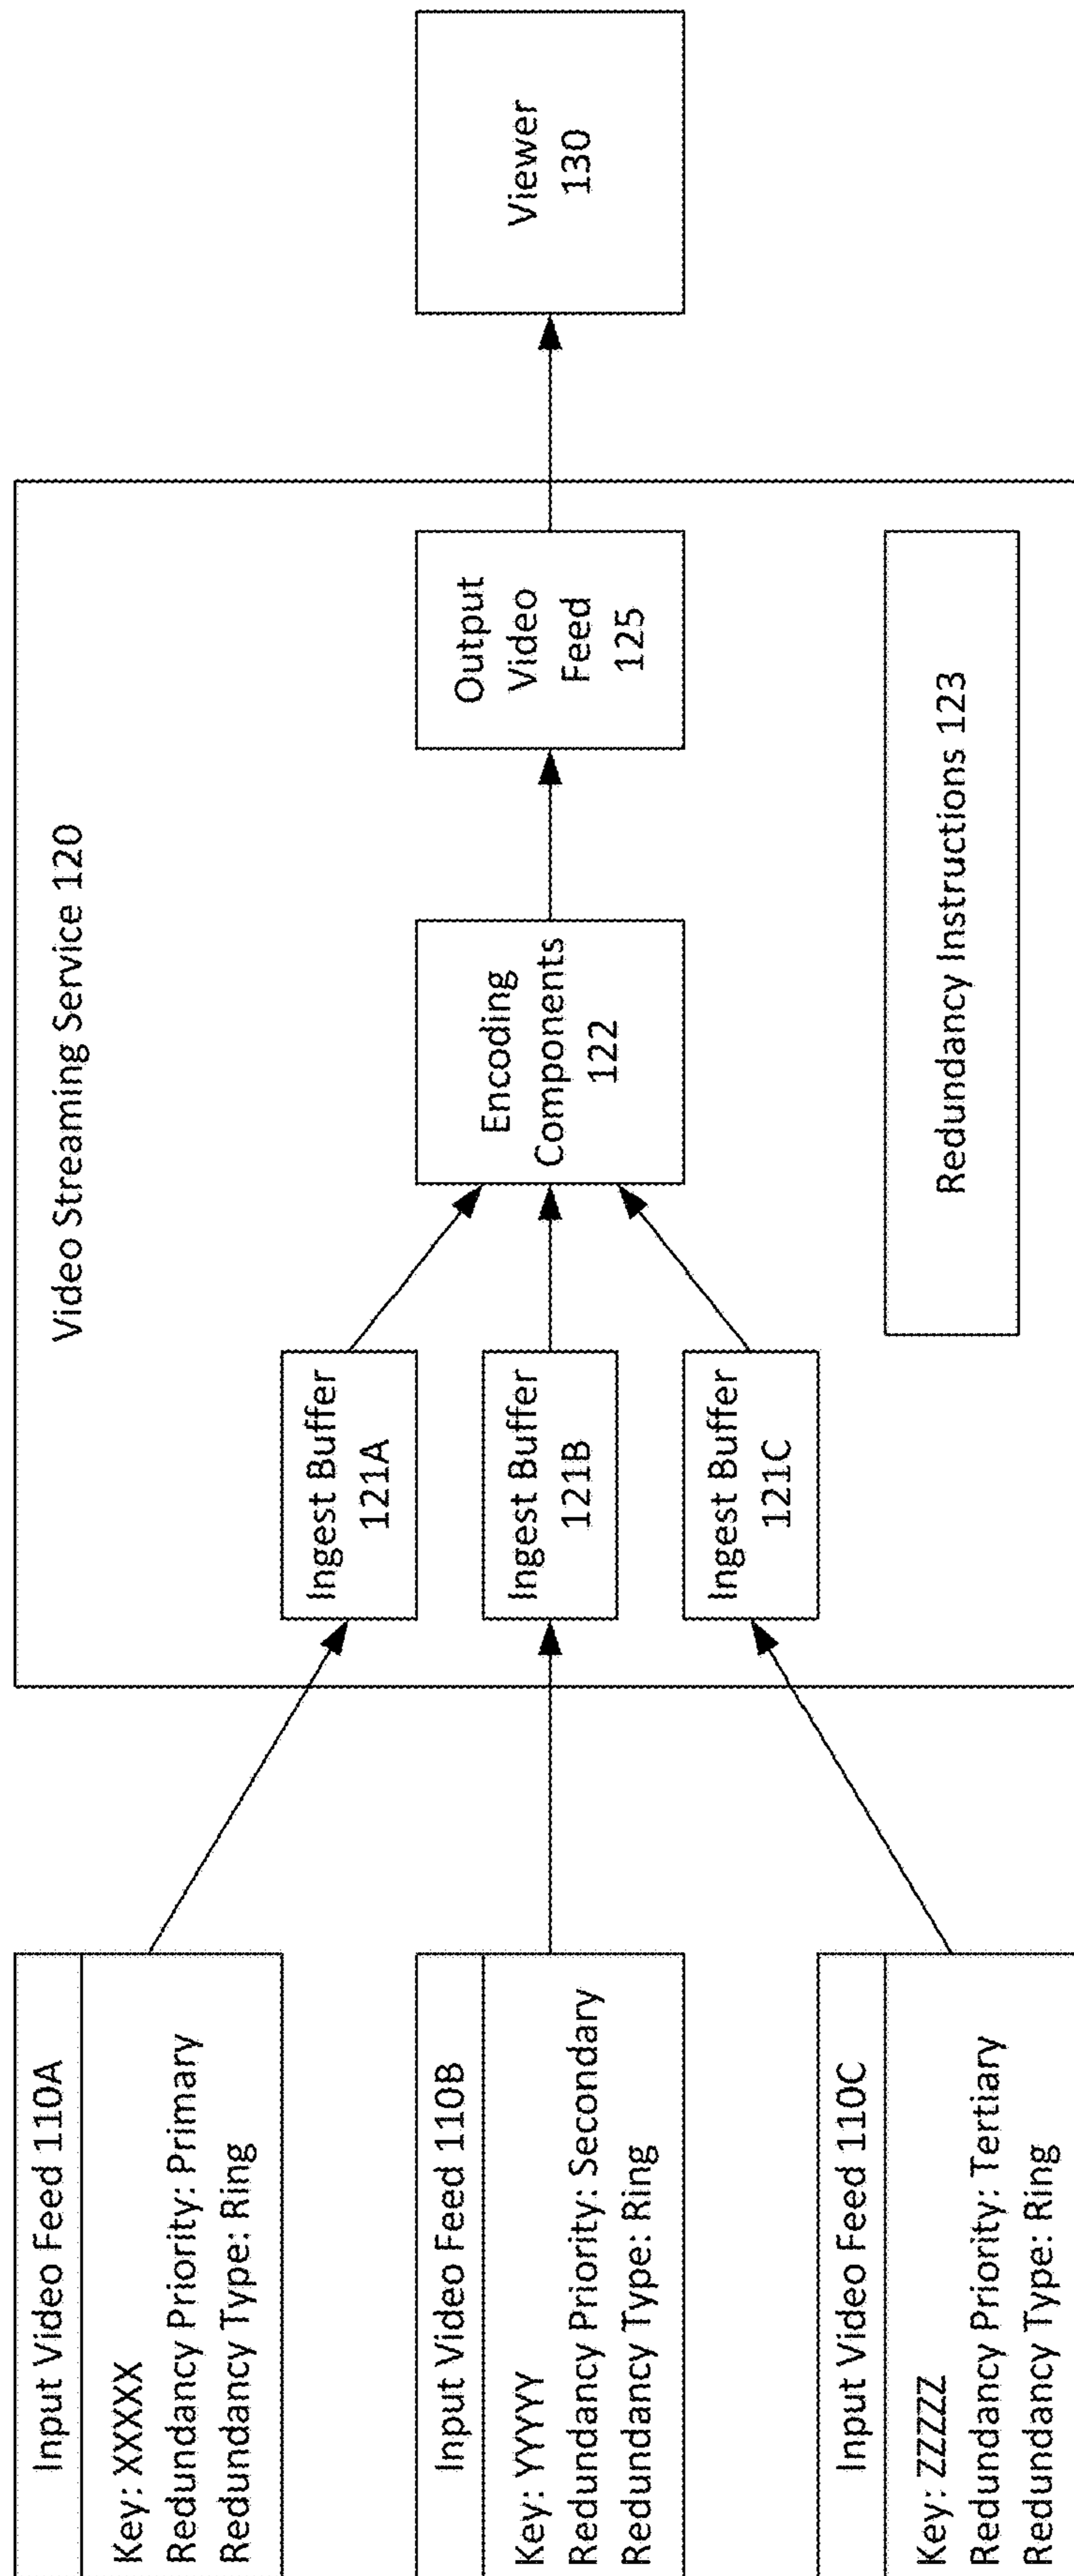 Input Video Feed 110A
Key: XXXXX
Redundancy Priority: Primary
Redundancy Type: Ring
Input Video Feed 110B
Key: YYYYY
Redundancy Priority: Secondary
Redundancy Type: Ring
Input Video Feed 110C
Key: ZZZZZ
Redundancy Priority: Tertiary
Redundancy Type: Ring
Video Streaming Service 120
Ingest Buffer
121A
Ingest Buffer
121B
Ingest Buffer
121C
Encoding
Components
122
Output
Video
Feed
125
Redundancy Instructions 123
Viewer
130